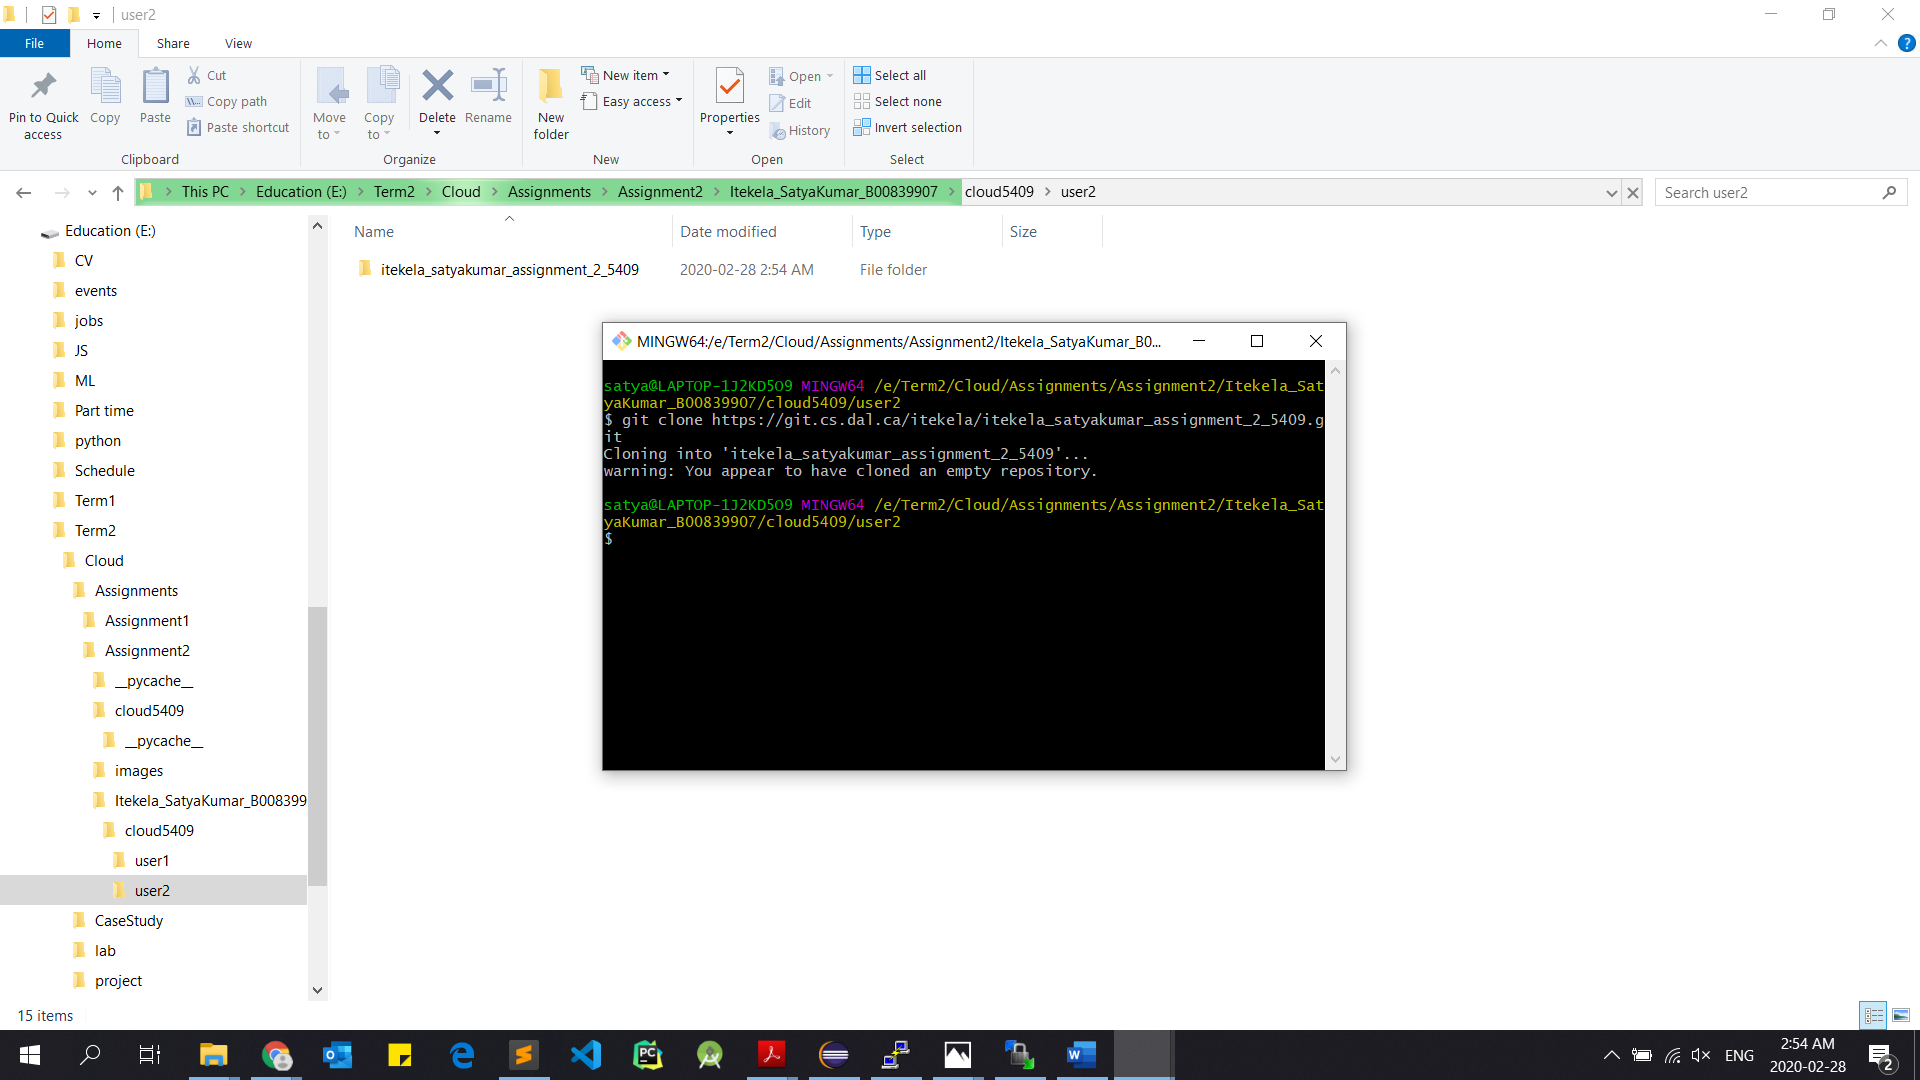 user2
File Home Share View
Pin to Quick access
Copy
Paste
Cut
Copy path
Paste shortcut
Clipboard
Move to
Copy to
Delete
Rename
Organize
New folder
New item
Easy access
New
Properties
Open
Edit
History
Open
Select all
Select none
Invert selection
Select
This PC Education (E:) Term2 Cloud Assignments Assignment2 Itekela_SatyaKumar_B00839907 cloud5409 user2
Search user2
Education (E:)
CV
events
jobs
JS
ML
Part time
python
Schedule
Term1
Term2
Cloud
Assignments
Assignment1
Assignment2
__pycache__
cloud5409
__pycache__
images
Itekela_SatyaKumar_B008399
cloud5409
user1
user2
CaseStudy
lab
project
Name Date modified Type Size
itekela_satyakumar_assignment_2_5409 2020-02-28 2:54 AM File folder
MINGW64:/e/Term2/Cloud/Assignments/Assignment2/Itekela_SatyaKumar_B0...
satya@LAPTOP-1J2KD5O9 MINGW64 /e/Term2/Cloud/Assignments/Assignment2/Itekela_Sat
yaKumar_B00839907/cloud5409/user2
$ git clone https://git.cs.dal.ca/itekela/itekela_satyakumar_assignment_2_5409.g
it
Cloning into 'itekela_satyakumar_assignment_2_5409'...
warning: You appear to have cloned an empty repository.
satya@LAPTOP-1J2KD5O9 MINGW64 /e/Term2/Cloud/Assignments/Assignment2/Itekela_Sat
yaKumar_B00839907/cloud5409/user2
$
15 items
ENG
2:54 AM
2020-02-28
2